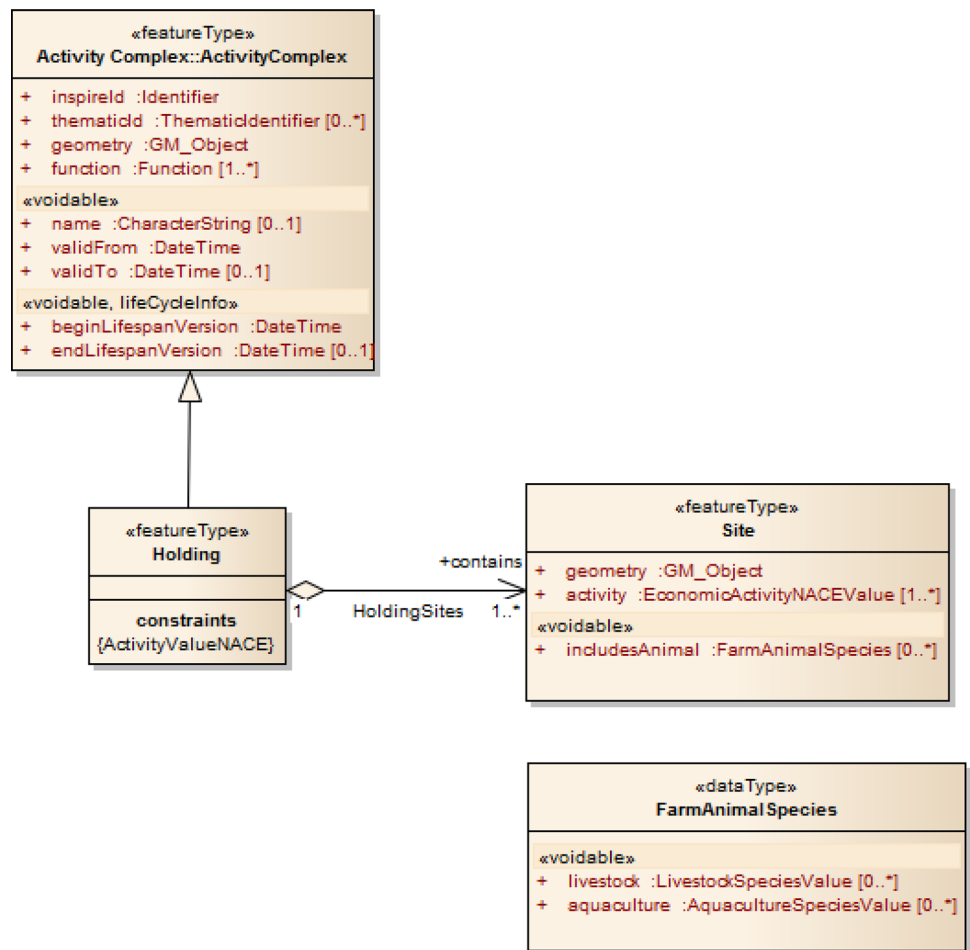 «featureType»
Activity Complex::ActivityComplex
+ inspireId :Identifier
+ thematicId :ThematicIdentifier [0..*]
+ geometry :GM_Object
+ function :Function [1..*]
«voidable»
+ name :CharacterString [0..1]
+ validFrom :DateTime
+ validTo :DateTime [0..1]
«voidable, lifeCycleInfo»
+ beginLifespanVersion :DateTime
+ endLifespanVersion :DateTime [0..1]
«featureType»
Holding
constraints
{ActivityValueNACE}
+contains
1
HoldingSites
1..*
«featureType»
Site
+ geometry :GM_Object
+ activity :EconomicActivityNACEValue [1..*]
«voidable»
+ includesAnimal :FarmAnimalSpecies [0..*]
«dataType»
FarmAnimalSpecies
«voidable»
+ livestock :LivestockSpeciesValue [0..*]
+ aquaculture :AquacultureSpeciesValue [0..*]